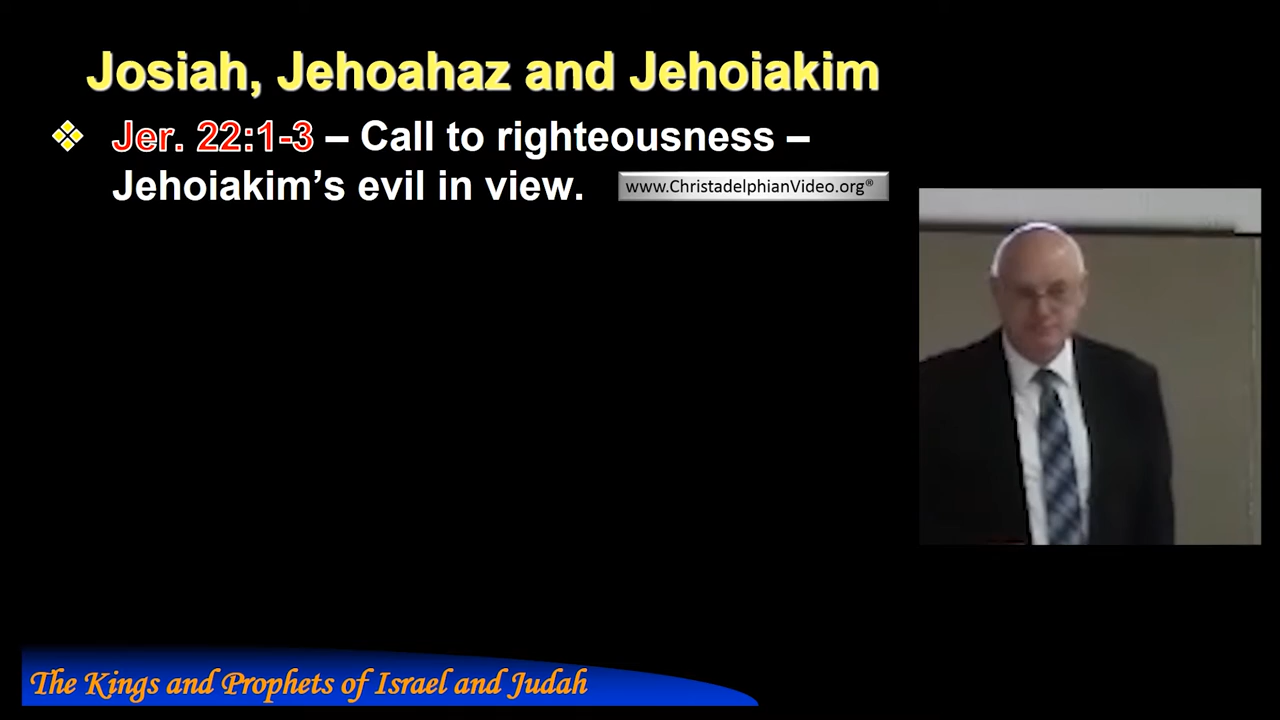 Josiah, Jehoahaz and Jehoiakim
❖ Jer. 22:1-3 – Call to righteousness –
Jehoiakim’s evil in view.
www.ChristadelphianVideo.org®
The Kings and Prophets of Israel and Judah